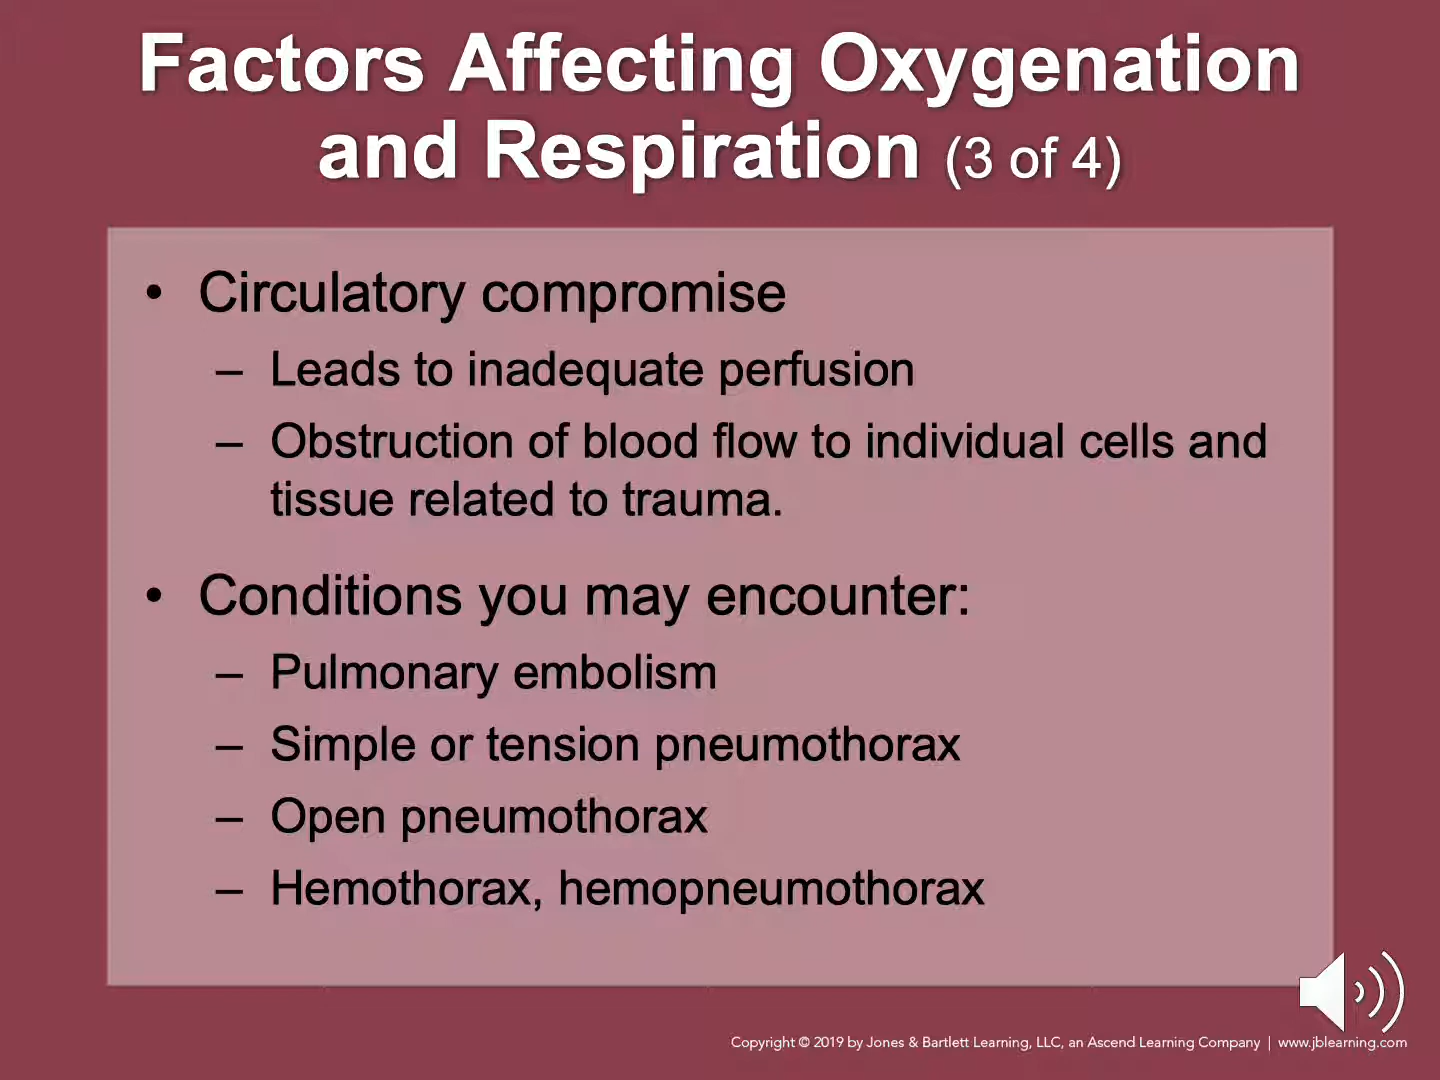 Factors Affecting Oxygenation
and Respiration (3 of 4)
• Circulatory compromise
– Leads to inadequate perfusion
– Obstruction of blood flow to individual cells and
tissue related to trauma.
• Conditions you may encounter:
– Pulmonary embolism
– Simple or tension pneumothorax
– Open pneumothorax
– Hemothorax, hemopneumothorax
Copyright © 2019 by Jones & Bartlett Learning, LLC, an Ascend Learning Company | www.jblearning.com